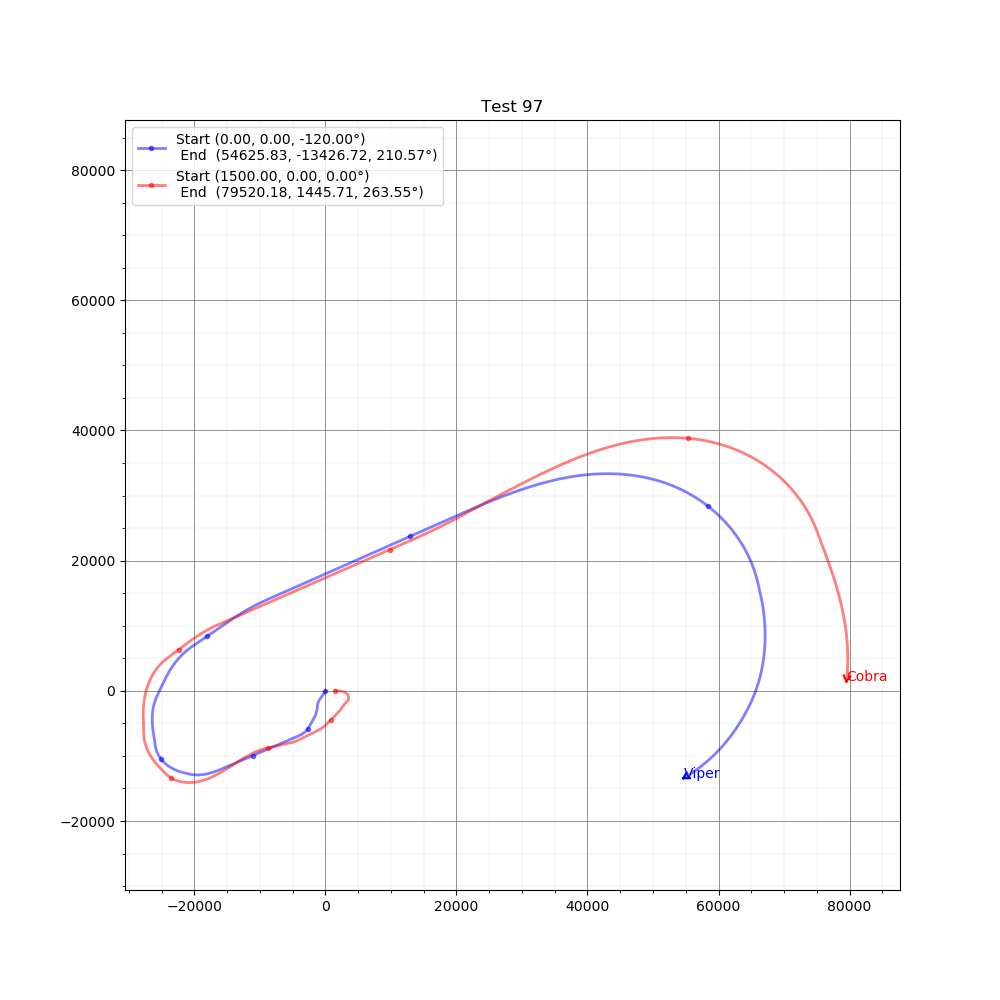 Test 97
Start (0.00, 0.00, -120.00°)
End  (54625.83, -13426.72, 210.57°)
Start (1500.00, 0.00, 0.00°)
End  (79520.18, 1445.71, 263.55°)
80000
60000
40000
20000
0
−20000
Cobra
Viper
−20000 0 20000 40000 60000 80000